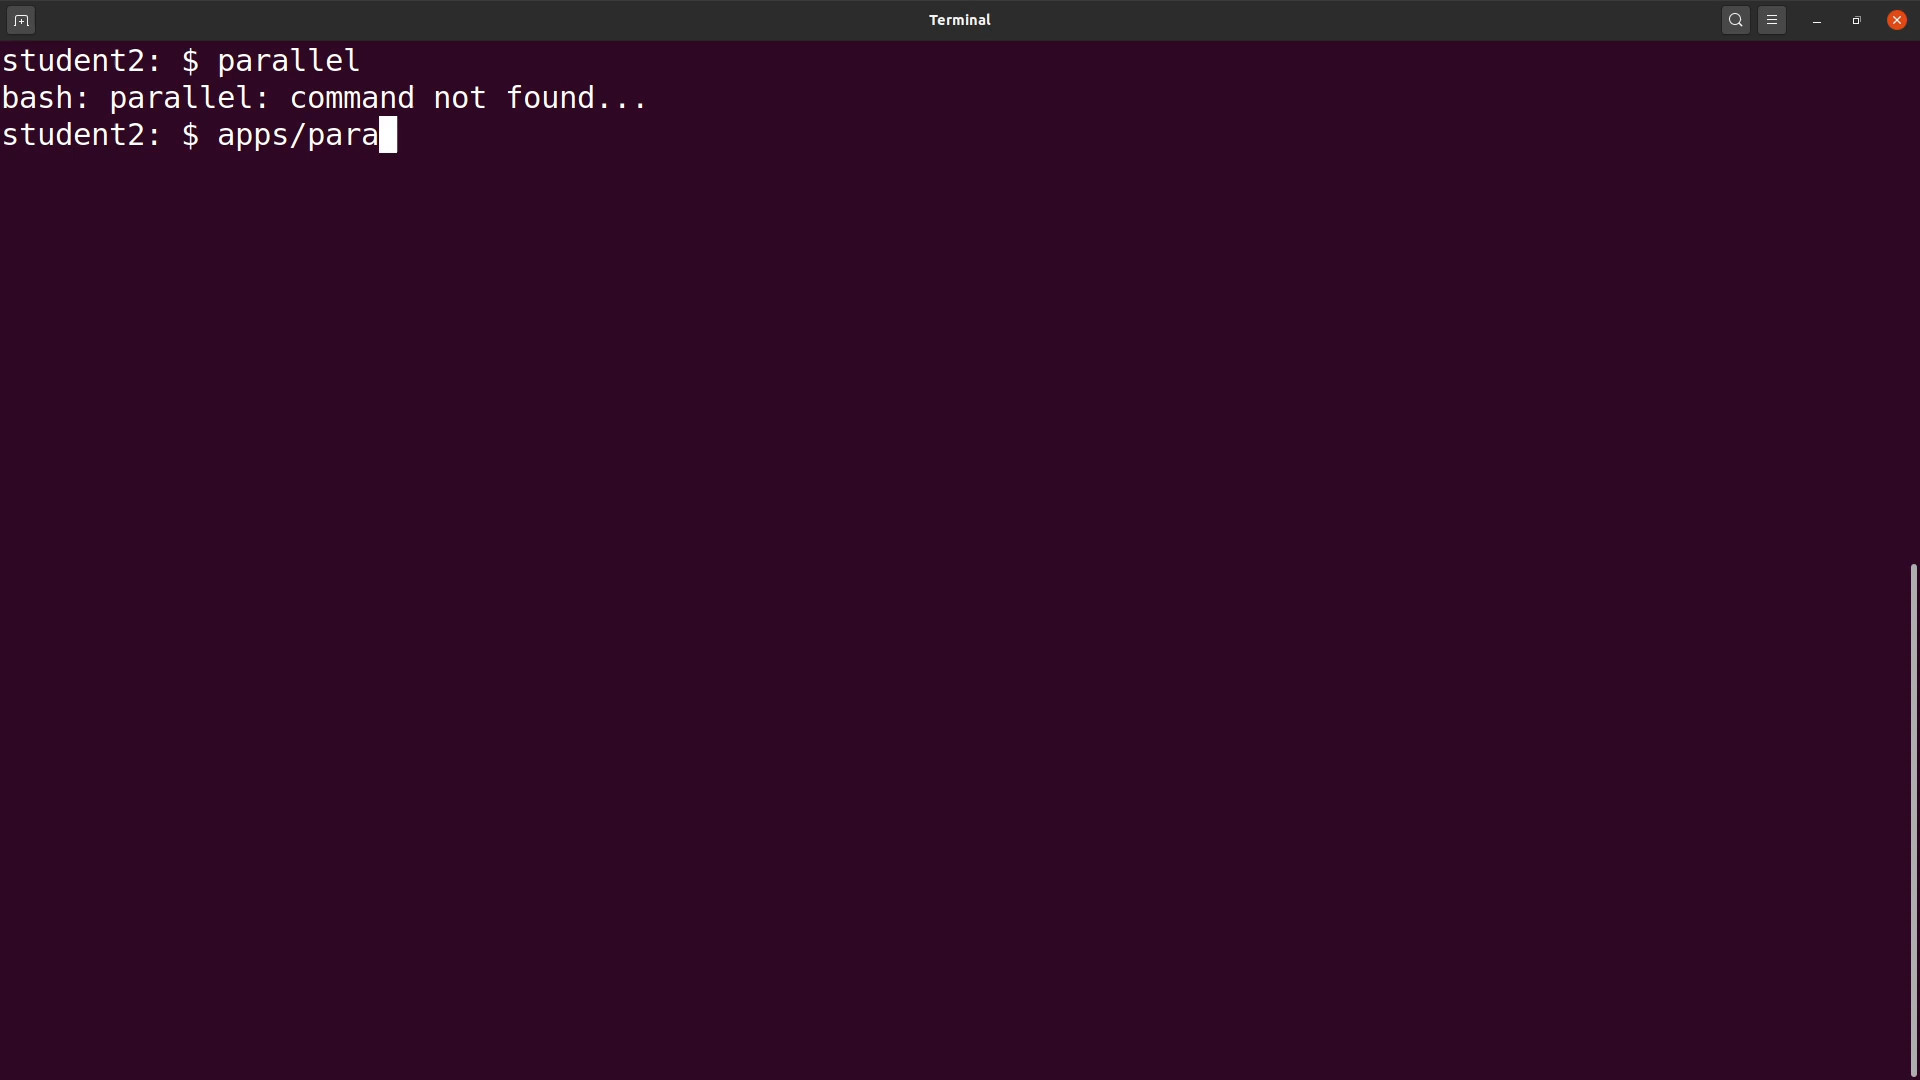 Terminal
student2: $ parallel
bash: parallel: command not found...
student2: $ apps/para